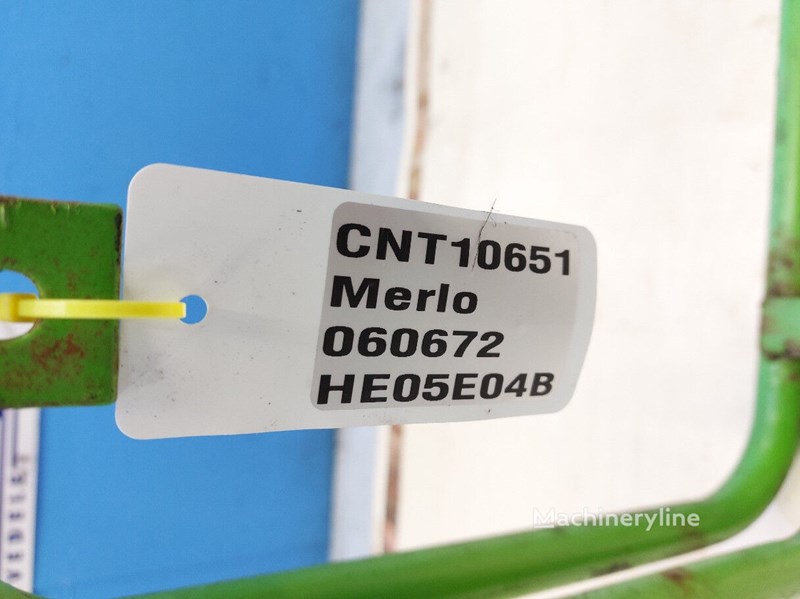 CNT10651
Merlo
060672
HE05E04B
Machineryline